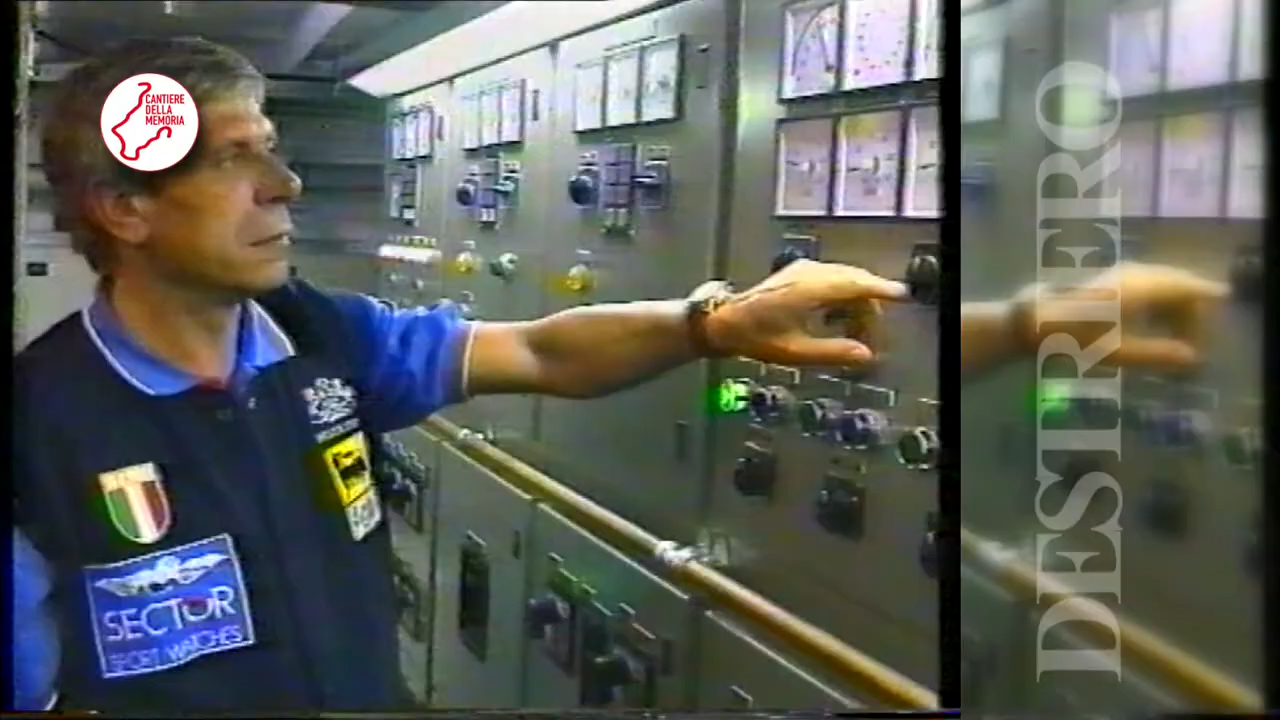 CANTIERE
DELLA
MEMORIA
SECTOR
SPORT WATCHES
DESTRIERO